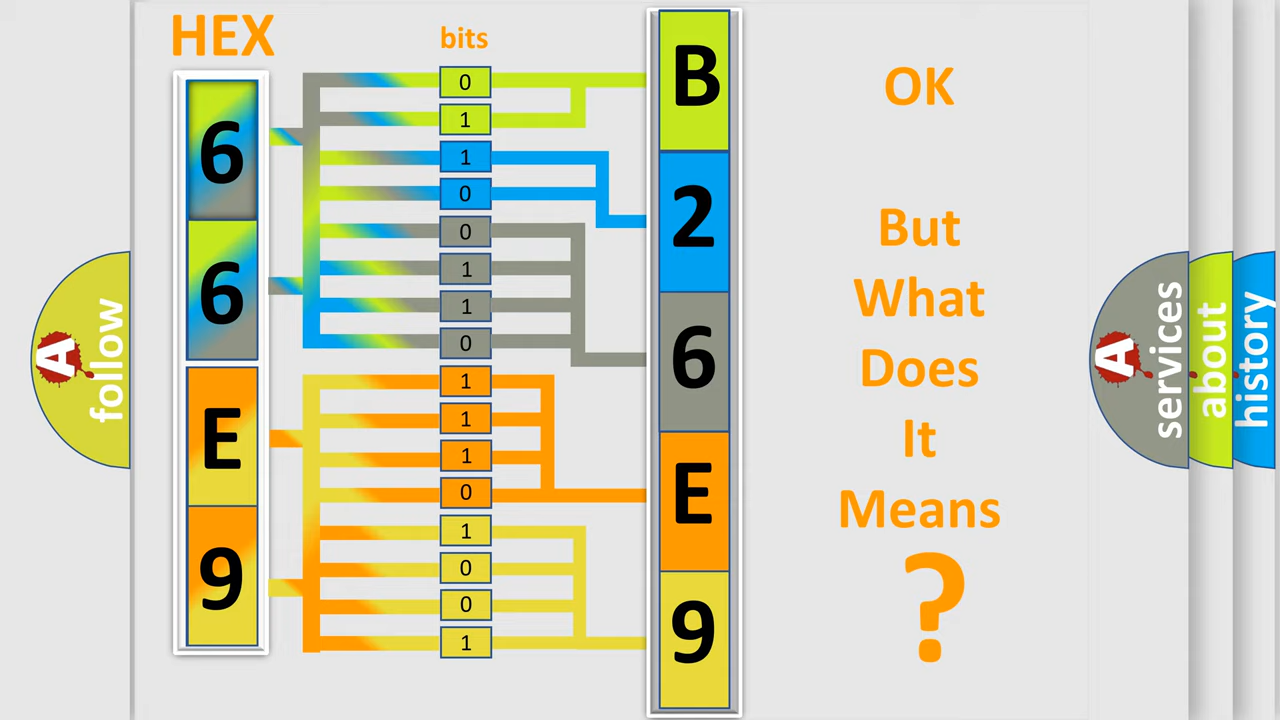 HEX
bits
6
6
E
9
0
1
1
0
0
1
1
0
1
1
1
0
1
0
0
1
B
2
6
E
9
OK
But
What
Does
It
Means
?
A
follow
A
services
about
history